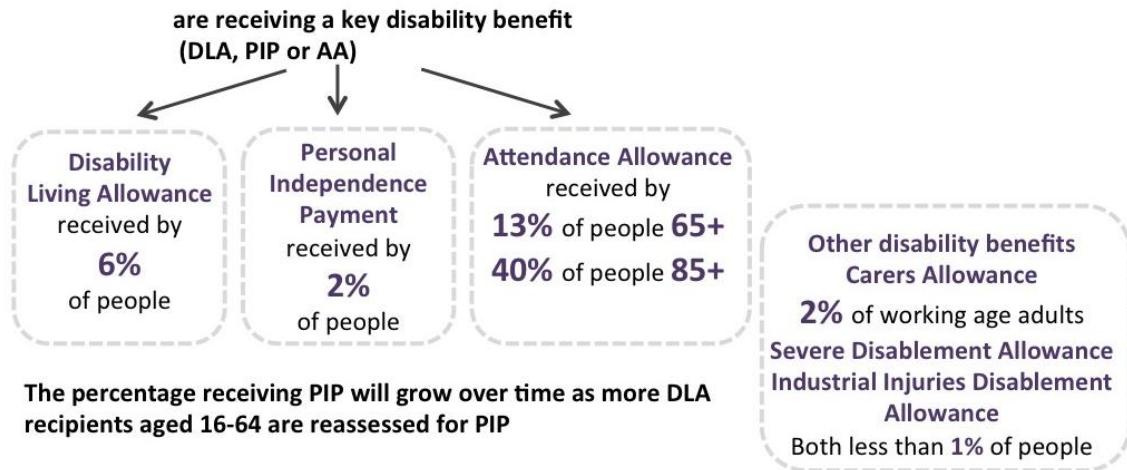 are receiving a key disability benefit
(DLA, PIP or AA)
Disability
Living Allowance
received by
6%
of people
Personal
Independence
Payment
received by
2%
of people
Attendance Allowance
received by
13% of people 65+
40% of people 85+
Other disability benefits
Carers Allowance
2% of working age adults
Severe Disablement Allowance
Industrial Injuries Disablement
Allowance
Both less than 1% of people
The percentage receiving PIP will grow over time as more DLA
recipients aged 16-64 are reassessed for PIP